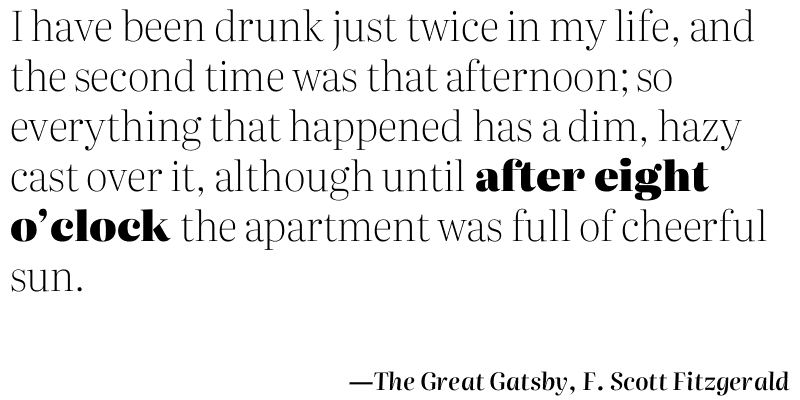 I have been drunk just twice in my life, and
the second time was that afternoon; so
everything that happened has a dim, hazy
cast over it, although until after eight
o’clock the apartment was full of cheerful
sun.
—The Great Gatsby, F. Scott Fitzgerald